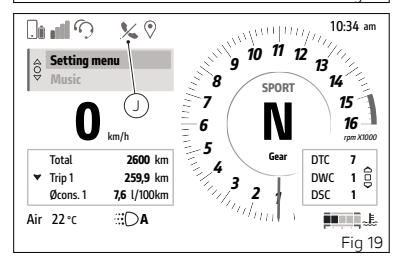 10:34 am
Setting menu
Music
J
0 km/h
Total 2600 km
Trip 1 259,9 km
Øcons. 1 7,6 l/100km
Air 22 °C
A
SPORT
N
Gear
1
2
3
4
5
6
7
8
9
10
11
12
13
14
15
16
rpm X1000
DTC 7
DWC 1
DSC 1
Fig 19